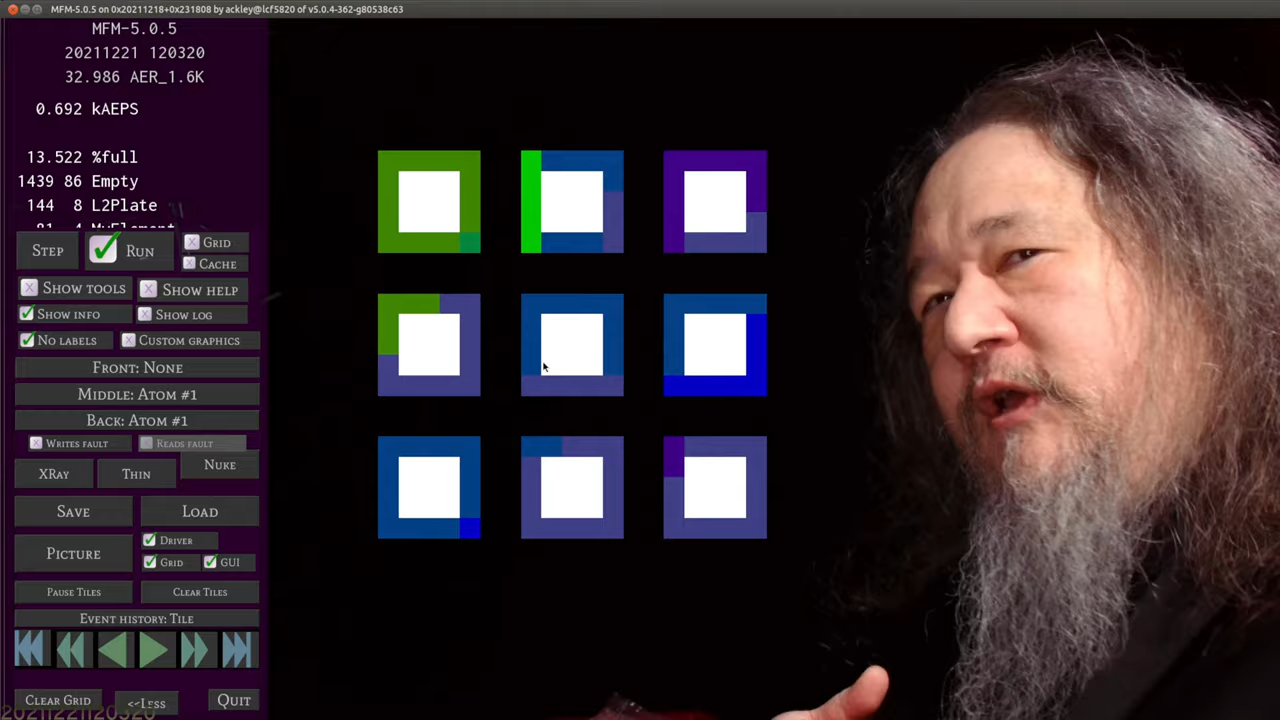 MFM-5.0.5 on 0x20211218+0x231808 by ackley@lcf5820 of v5.0.4-362-g80538c63
MFM-5.0.5
20211221 120320
32.986 AER_1.6K
0.692 kAEPS
13.522 %full
1439 86 Empty
144 8 L2Plate
81 4 MyElement
Step
Run
Grid
Cache
Show tools
Show help
Show info
Show log
No labels
Custom graphics
Front: None
Middle: Atom #1
Back: Atom #1
Writes fault
Reads fault
XRay
Thin
Nuke
Save
Load
Picture
Driver
Grid
GUI
Pause Tiles
Clear Tiles
Event history: Tile
Clear Grid
<<Less
Quit
20211221120320